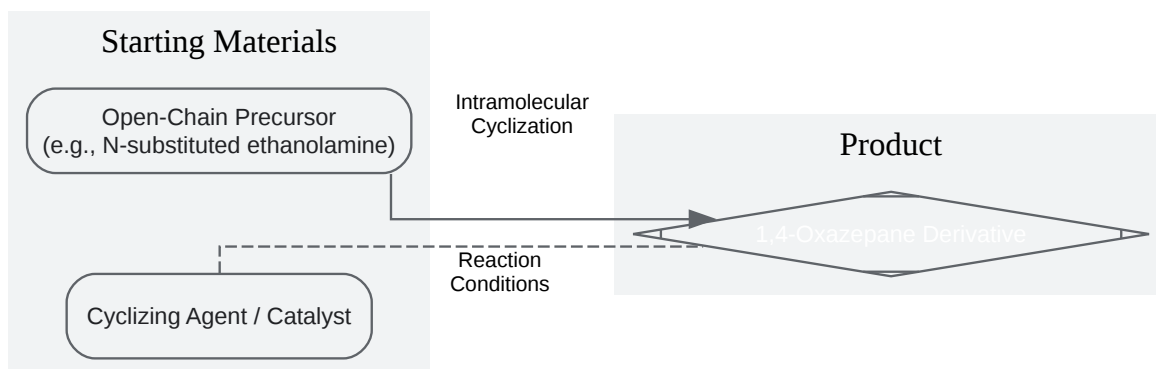 Starting Materials
Open-Chain Precursor
(e.g., N-substituted ethanolamine)
Intramolecular
Cyclization
Product
1,4-Oxazepane Derivative
Reaction
Conditions
Cyclizing Agent / Catalyst